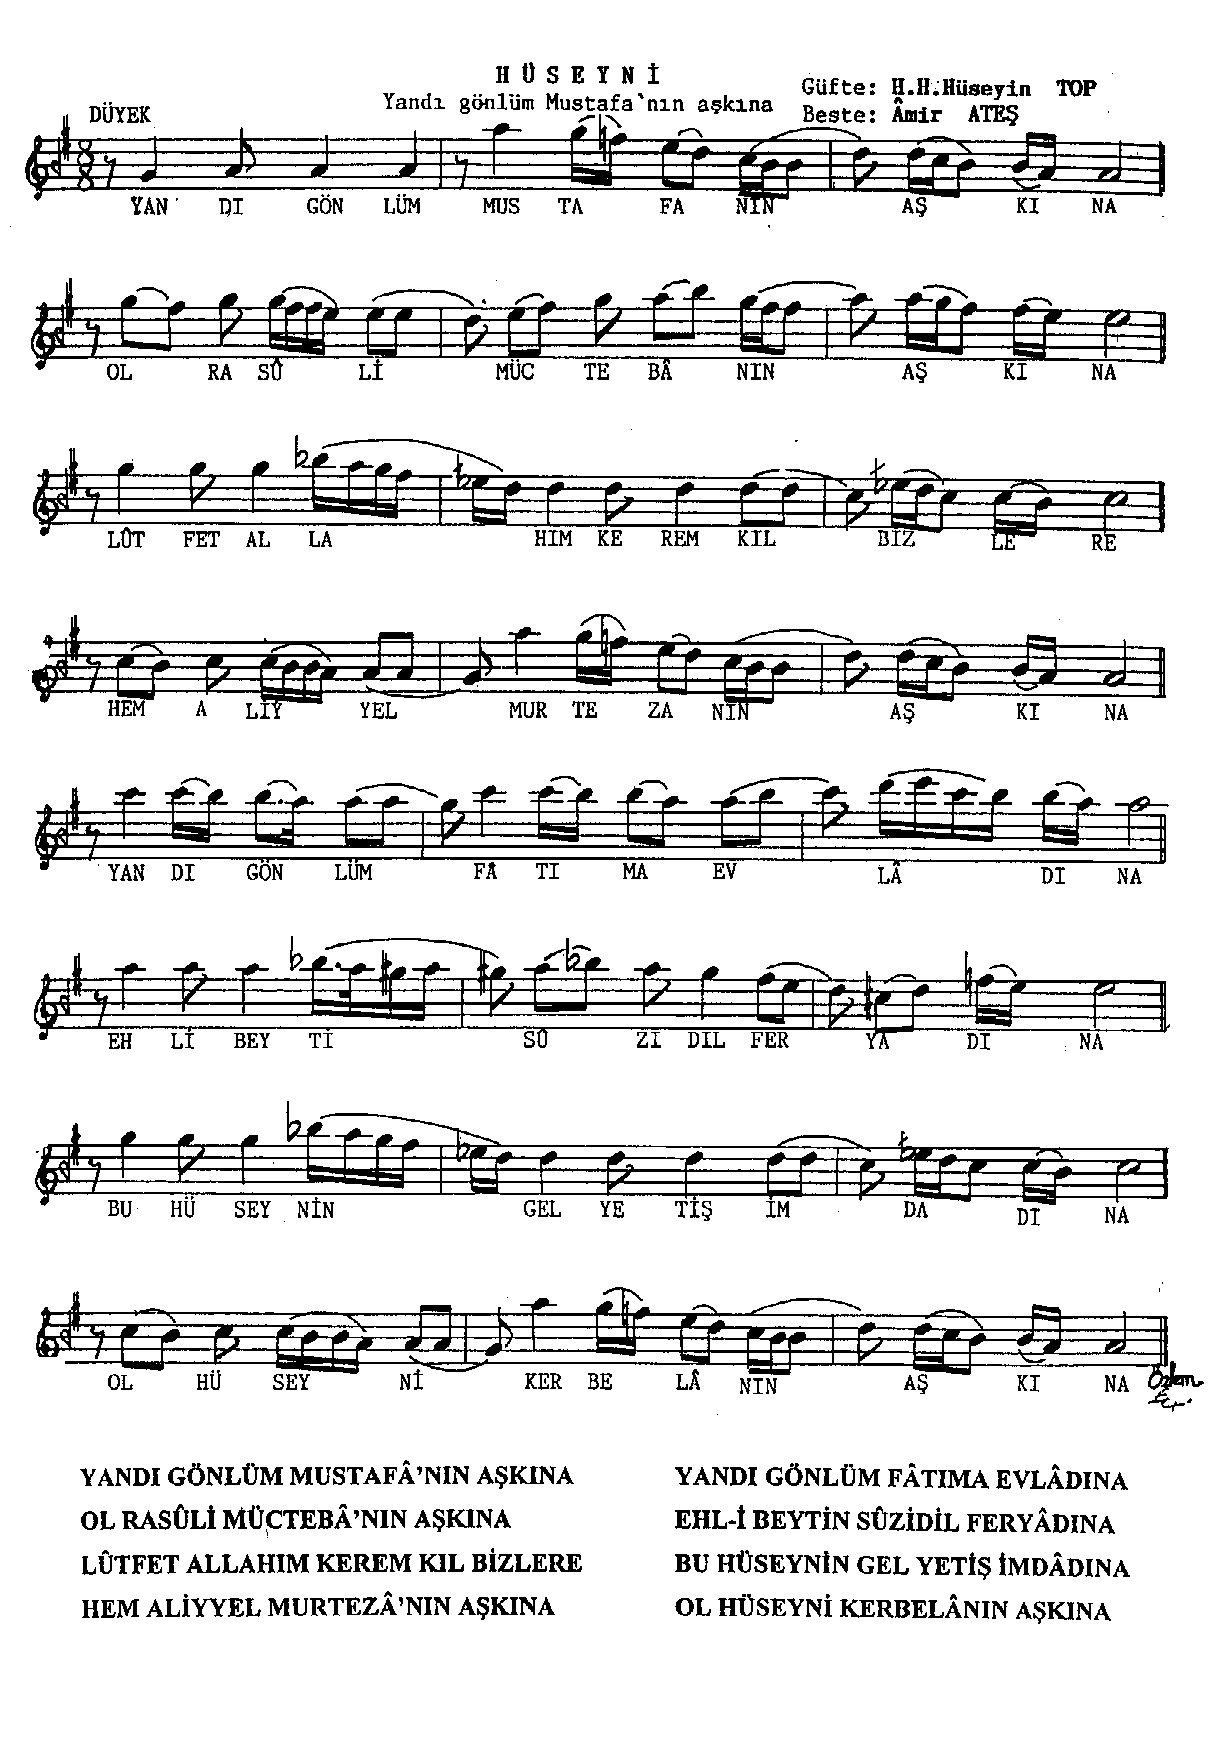 HÜSEYNİ
Yandı gönlüm Mustafa'nın aşkına
Güfte: H.H.Hüseyin TOP
Beste: Âmir ATEŞ
DÜYEK
8
8
YAN DI GÖN LÜM MUS TA FA NIN AŞ KI NA
OL RA SÛ Lİ MÜC TE BÂ NIN AŞ KI NA
LÛT FET AL LA HIM KE REM KIL BİZ LE RE
HEM A LİY YEL MUR TE ZA NIN AŞ KI NA
YAN DI GÖN LÜM FA TI MA EV LÂ DI NA
EH Lİ BEY Tİ SÛ Zİ DİL FER YA DI NA
BU HÜ SEY NİN GEL YE TİŞ İM DA DI NA
OL HÜ SEY Nİ KER BE LÂ NIN AŞ KI NA
Özlem
YANDI GÖNLÜM MUSTAFÂ'NIN AŞKINA
OL RASÛLİ MÜÇTEBÂ'NIN AŞKINA
LÛTFET ALLAHIM KEREM KIL BİZLERE
HEM ALİYYEL MURTEZÂ'NIN AŞKINA
YANDI GÖNLÜM FÂTIMA EVLÂDINA
EHL-İ BEYTİN SÛZİDİL FERYÂDINA
BU HÜSEYNİN GEL YETİŞ İMDÂDINA
OL HÜSEYNİ KERBELÂNIN AŞKINA